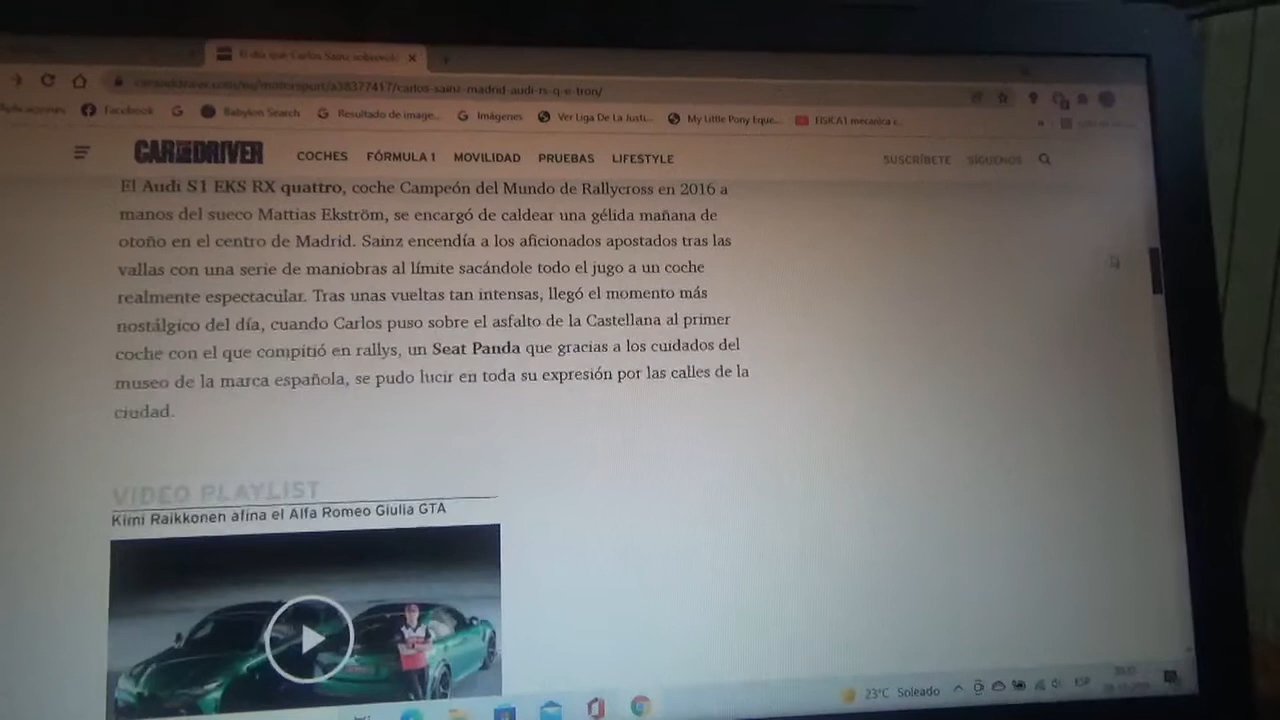 El día que Carlos Sainz
/carlos-sainz-madrid-audi-rs-q-e-tron/
Facebook
Babylon Search
Resultado de image...
Imágenes
Ver Liga De La Justi...
My Little Pony Eque...
FISICA1 mecanica c...
CAR AND DRIVER
COCHES
FÓRMULA 1
MOVILIDAD
PRUEBAS
LIFESTYLE
SUSCRÍBETE
SÍGUENOS
El Audi S1 EKS RX quattro, coche Campeón del Mundo de Rallycross en 2016 a
manos del sueco Mattias Ekström, se encargó de caldear una gélida mañana de
otoño en el centro de Madrid. Sainz encendía a los aficionados apostados tras las
vallas con una serie de maniobras al límite sacándole todo el jugo a un coche
realmente espectacular. Tras unas vueltas tan intensas, llegó el momento más
nostálgico del día, cuando Carlos puso sobre el asfalto de la Castellana al primer
coche con el que compitió en rallys, un Seat Panda que gracias a los cuidados del
museo de la marca española, se pudo lucir en toda su expresión por las calles de la
ciudad.
VIDEO PLAYLIST
Kimi Raikkonen afina el Alfa Romeo Giulia GTA
23°C Soleado
ESP